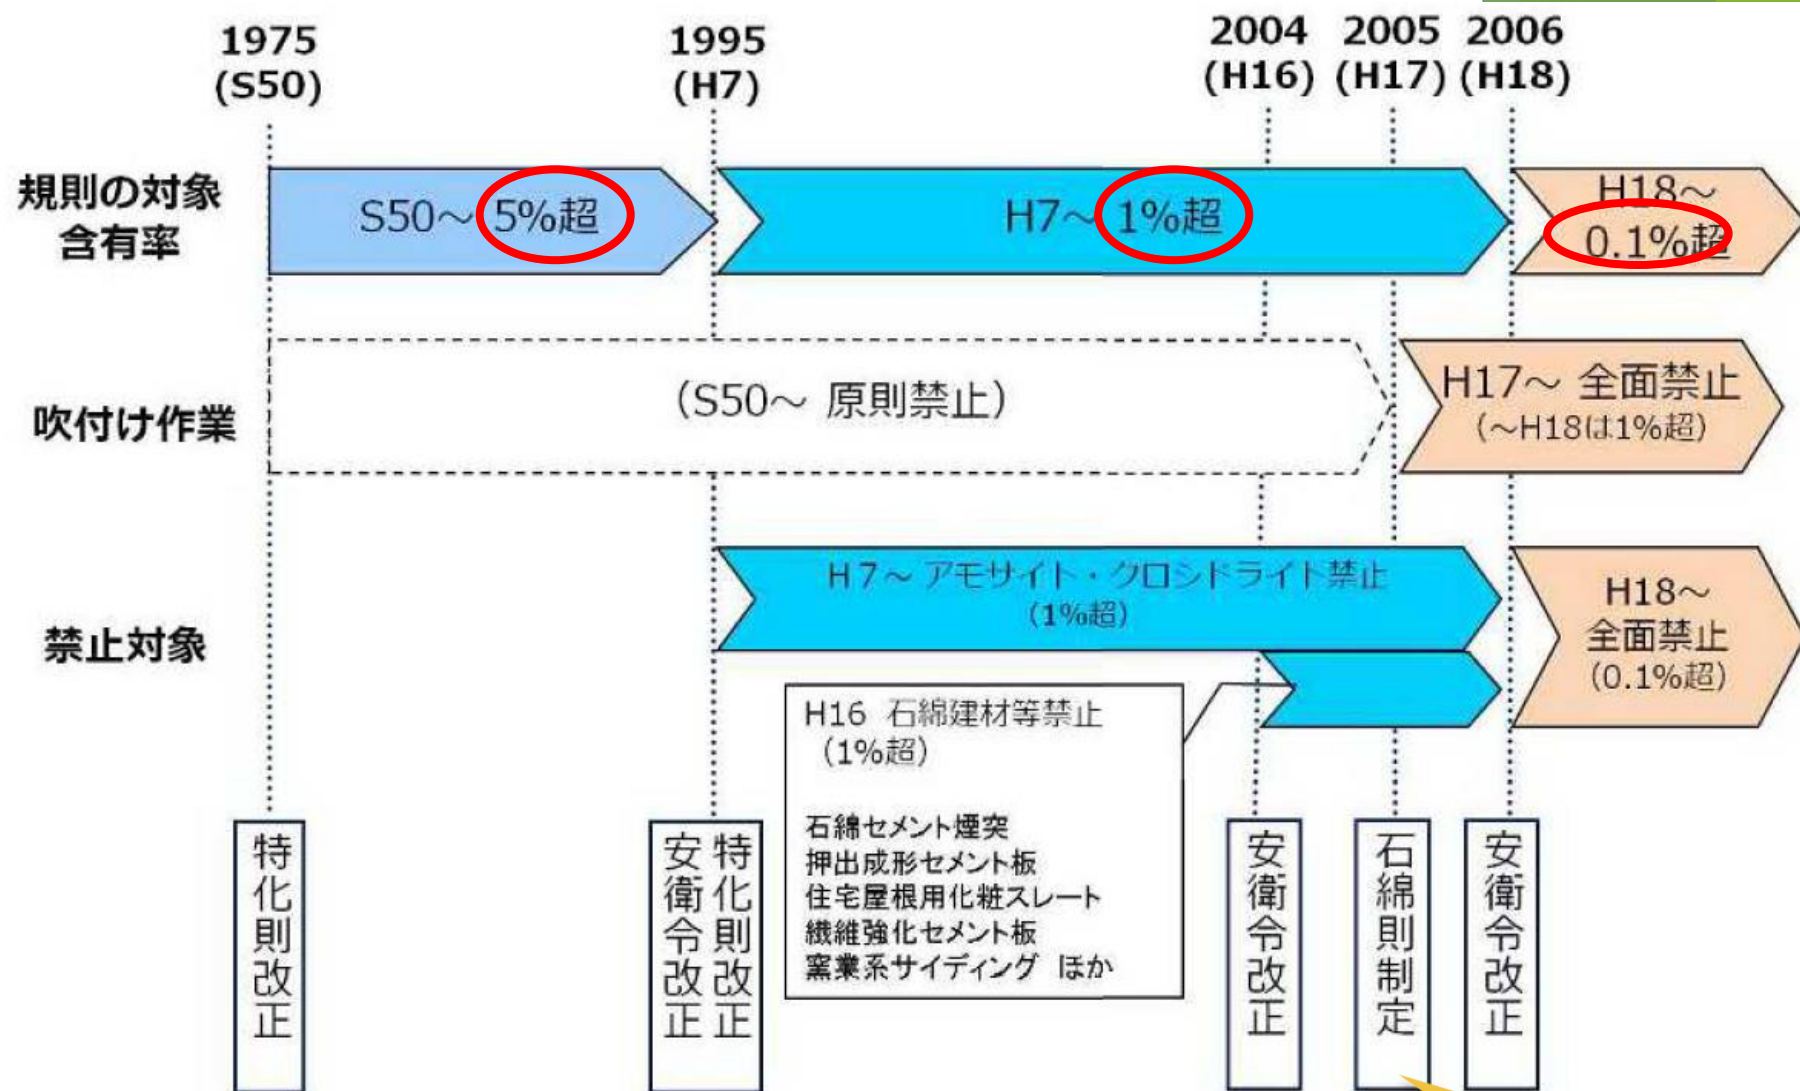 1975
(S50)
1995
(H7)
2004
(H16)
2005
(H17)
2006
(H18)
規則の対象
含有率
S50～ 5%超
H7～ 1%超
H18～
0.1%超
吹付け作業
（S50～ 原則禁止）
H17～ 全面禁止
（～H18は1%超）
禁止対象
H７～ アモサイト・クロシドライト禁止
（1%超）
H18～
全面禁止
（0.1%超）
H16 石綿建材等禁止
（1%超）
石綿セメント煙突
押出成形セメント板
住宅屋根用化粧スレート
繊維強化セメント板
窯業系サイディング ほか
特化則改正
特化則改正
安衛令改正
安衛令改正
石綿則制定
安衛令改正